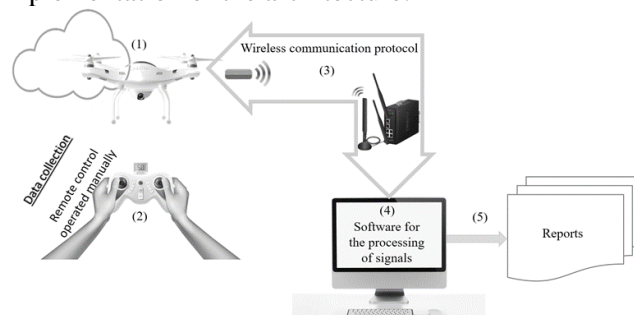 (1)
Wireless communication protocol
(3)
Data collection
Remote control
operated manually
(2)
(4)
Software for
the processing
of signals
(5)
Reports